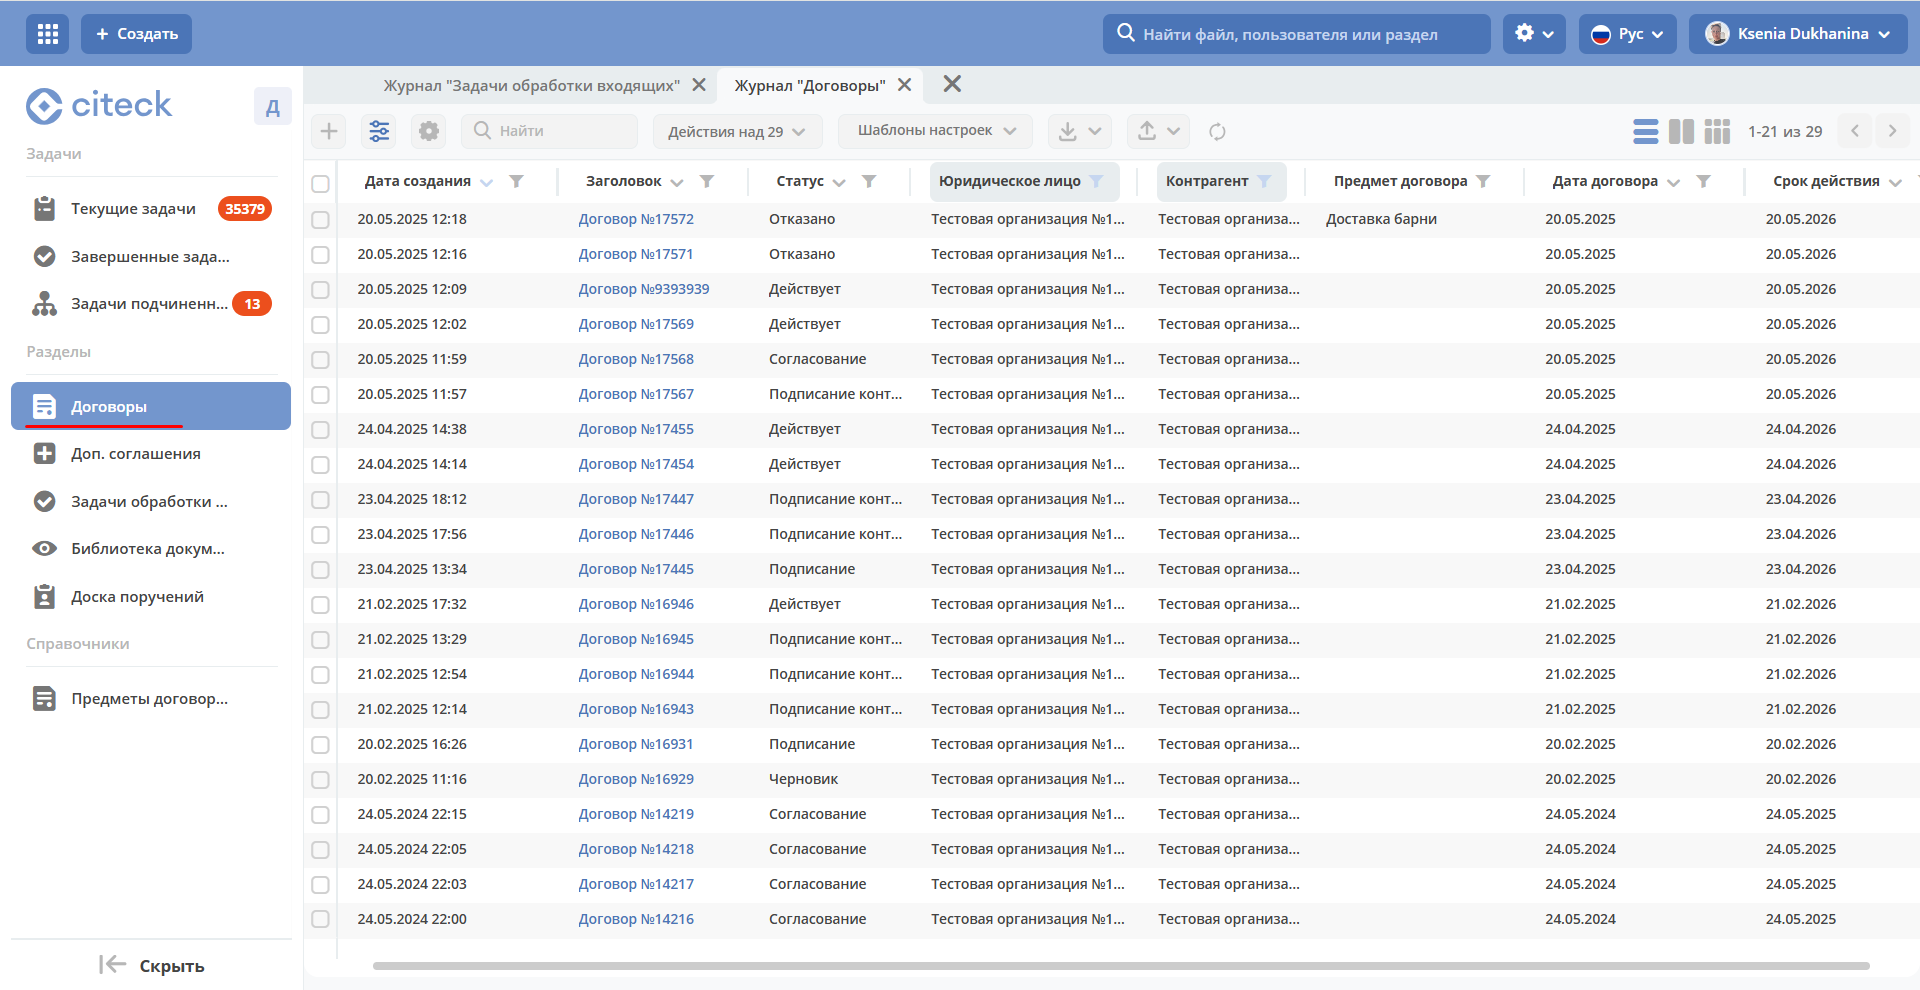 + Создать
Найти файл, пользователя или раздел
Рус
Ksenia Dukhanina
citeck
Д
Задачи
Текущие задачи 35379
Завершенные зада...
Задачи подчиненн... 13
Разделы
Договоры
Доп. соглашения
Задачи обработки ...
Библиотека докум...
Доска поручений
Справочники
Предметы договор...
Скрыть
Журнал "Задачи обработки входящих"
Журнал "Договоры"
Найти
Действия над 29
Шаблоны настроек
1-21 из 29
Дата создания Заголовок Статус Юридическое лицо Контрагент Предмет договора Дата договора Срок действия
20.05.2025 12:18 Договор №17572 Отказано Тестовая организация №1... Тестовая организа... Доставка барни 20.05.2025 20.05.2026
20.05.2025 12:16 Договор №17571 Отказано Тестовая организация №1... Тестовая организа... 20.05.2025 20.05.2026
20.05.2025 12:09 Договор №9393939 Действует Тестовая организация №1... Тестовая организа... 20.05.2025 20.05.2026
20.05.2025 12:02 Договор №17569 Действует Тестовая организация №1... Тестовая организа... 20.05.2025 20.05.2026
20.05.2025 11:59 Договор №17568 Согласование Тестовая организация №1... Тестовая организа... 20.05.2025 20.05.2026
20.05.2025 11:57 Договор №17567 Подписание конт... Тестовая организация №1... Тестовая организа... 20.05.2025 20.05.2026
24.04.2025 14:38 Договор №17455 Действует Тестовая организация №1... Тестовая организа... 24.04.2025 24.04.2026
24.04.2025 14:14 Договор №17454 Действует Тестовая организация №1... Тестовая организа... 24.04.2025 24.04.2026
23.04.2025 18:12 Договор №17447 Подписание конт... Тестовая организация №1... Тестовая организа... 23.04.2025 23.04.2026
23.04.2025 17:56 Договор №17446 Подписание конт... Тестовая организация №1... Тестовая организа... 23.04.2025 23.04.2026
23.04.2025 13:34 Договор №17445 Подписание Тестовая организация №1... Тестовая организа... 23.04.2025 23.04.2026
21.02.2025 17:32 Договор №16946 Действует Тестовая организация №1... Тестовая организа... 21.02.2025 21.02.2026
21.02.2025 13:29 Договор №16945 Подписание конт... Тестовая организация №1... Тестовая организа... 21.02.2025 21.02.2026
21.02.2025 12:54 Договор №16944 Подписание конт... Тестовая организация №1... Тестовая организа... 21.02.2025 21.02.2026
21.02.2025 12:14 Договор №16943 Подписание конт... Тестовая организация №1... Тестовая организа... 21.02.2025 21.02.2026
20.02.2025 16:26 Договор №16931 Подписание Тестовая организация №1... Тестовая организа... 20.02.2025 20.02.2026
20.02.2025 11:16 Договор №16929 Черновик Тестовая организация №1... Тестовая организа... 20.02.2025 20.02.2026
24.05.2024 22:15 Договор №14219 Согласование Тестовая организация №1... Тестовая организа... 24.05.2024 24.05.2025
24.05.2024 22:05 Договор №14218 Согласование Тестовая организация №1... Тестовая организа... 24.05.2024 24.05.2025
24.05.2024 22:03 Договор №14217 Согласование Тестовая организация №1... Тестовая организа... 24.05.2024 24.05.2025
24.05.2024 22:00 Договор №14216 Согласование Тестовая организация №1... Тестовая организа... 24.05.2024 24.05.2025